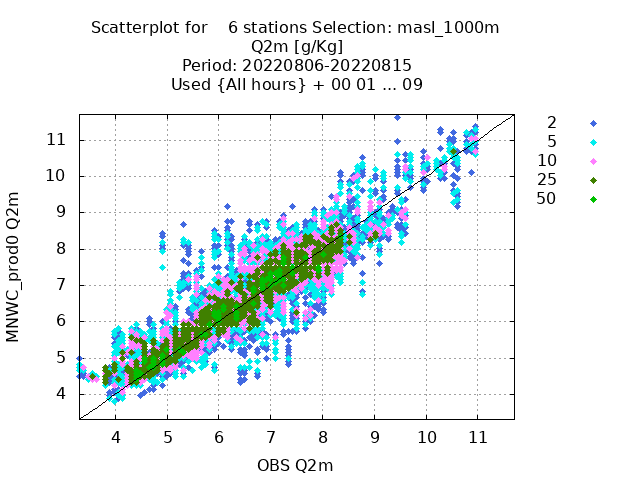 Scatterplot for    6 stations Selection: masl_1000m
Q2m [g/Kg]
Period: 20220806-20220815
Used {All hours} + 00 01 ... 09
2
5
10
25
50
MNWC_prod0 Q2m
11
10
9
8
7
6
5
4
4 5 6 7 8 9 10 11
OBS Q2m